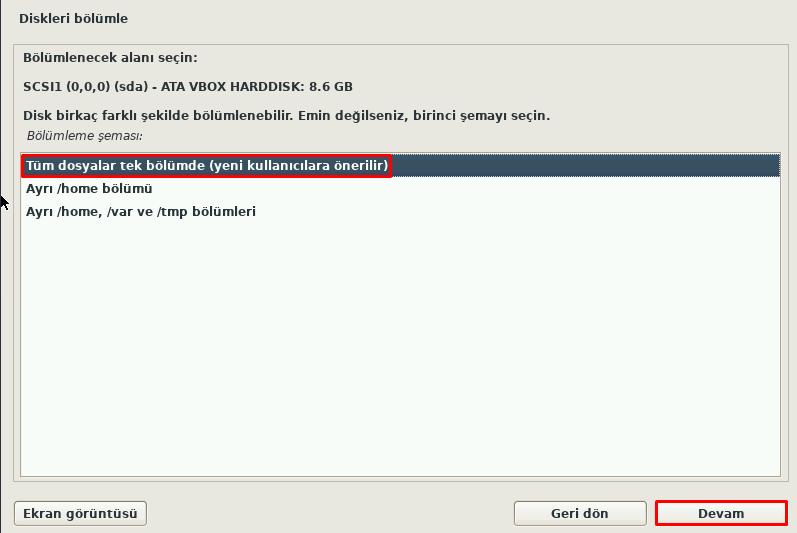 Diskleri bölümle
Bölümlenecek alanı seçin:
SCSI1 (0,0,0) (sda) - ATA VBOX HARDDISK: 8.6 GB
Disk birkaç farklı şekilde bölümlenebilir. Emin değilseniz, birinci şemayı seçin.
Bölümleme şeması:
Tüm dosyalar tek bölümde (yeni kullanıcılara önerilir)
Ayrı /home bölümü
Ayrı /home, /var ve /tmp bölümleri
Ekran görüntüsü Geri dön Devam